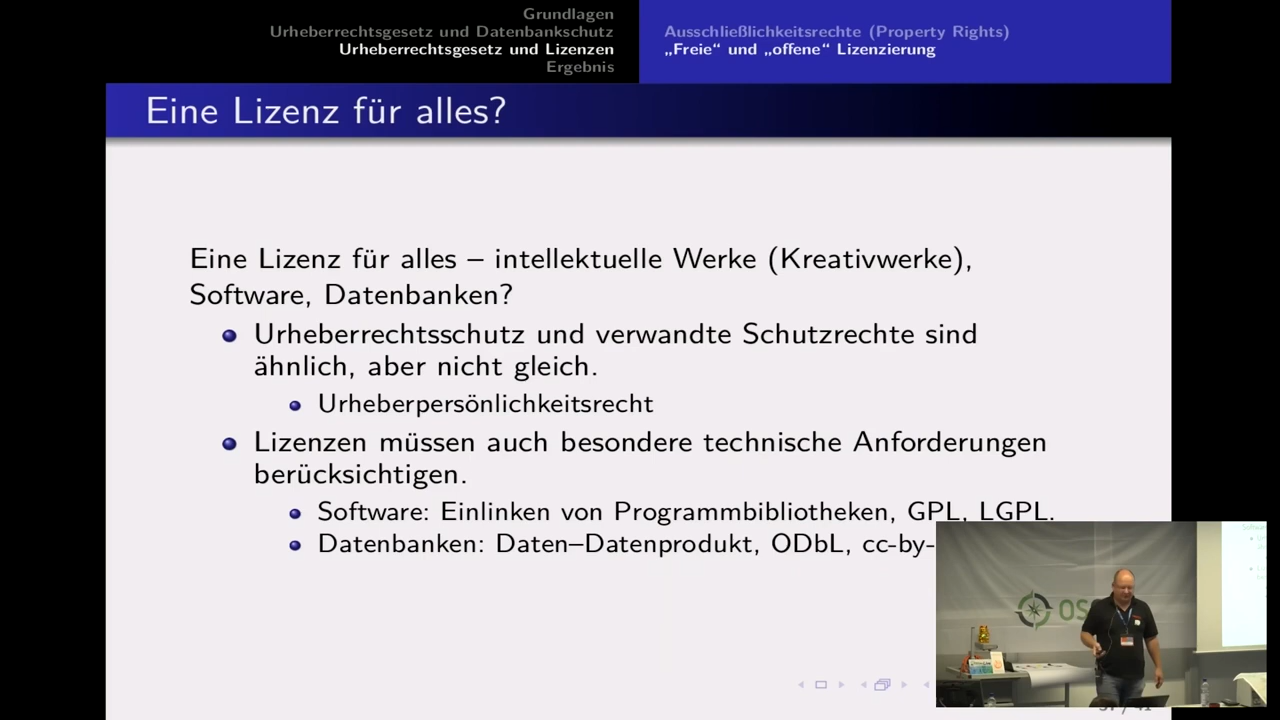 Grundlagen
Urheberrechtsgesetz und Datenbankschutz
Urheberrechtsgesetz und Lizenzen
Ergebnis
Ausschließlichkeitsrechte (Property Rights)
„Freie“ und „offene“ Lizenzierung
Eine Lizenz für alles?
Eine Lizenz für alles – intellektuelle Werke (Kreativwerke),
Software, Datenbanken?
Urheberrechtsschutz und verwandte Schutzrechte sind
ähnlich, aber nicht gleich.
Urheberpersönlichkeitsrecht
Lizenzen müssen auch besondere technische Anforderungen
berücksichtigen.
Software: Einlinken von Programmbibliotheken, GPL, LGPL.
Datenbanken: Daten–Datenprodukt, ODbL, cc-by-